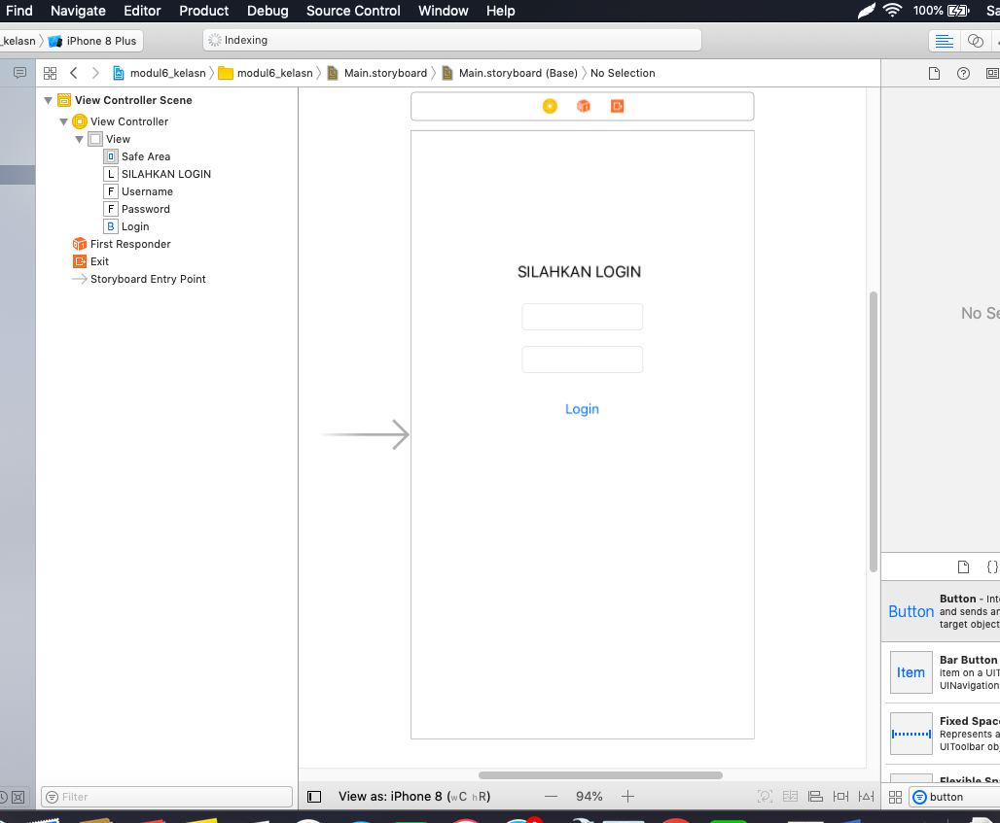 Find Navigate Editor Product Debug Source Control Window Help 100%
_kelasn iPhone 8 Plus Indexing
modul6_kelasn modul6_kelasn Main.storyboard Main.storyboard (Base) No Selection
View Controller Scene
View Controller
View
Safe Area
L SILAHKAN LOGIN
F Username
F Password
B Login
First Responder
Exit
Storyboard Entry Point
SILAHKAN LOGIN
Login
No Se
{}
Button
Button - Inte
and sends an
target object
Item
Bar Button
item on a UIT
UINavigation
Fixed Space
Represents a
UIToolbar obj
Flexible Sp
Filter
View as: iPhone 8 (wC hR)
94%
button